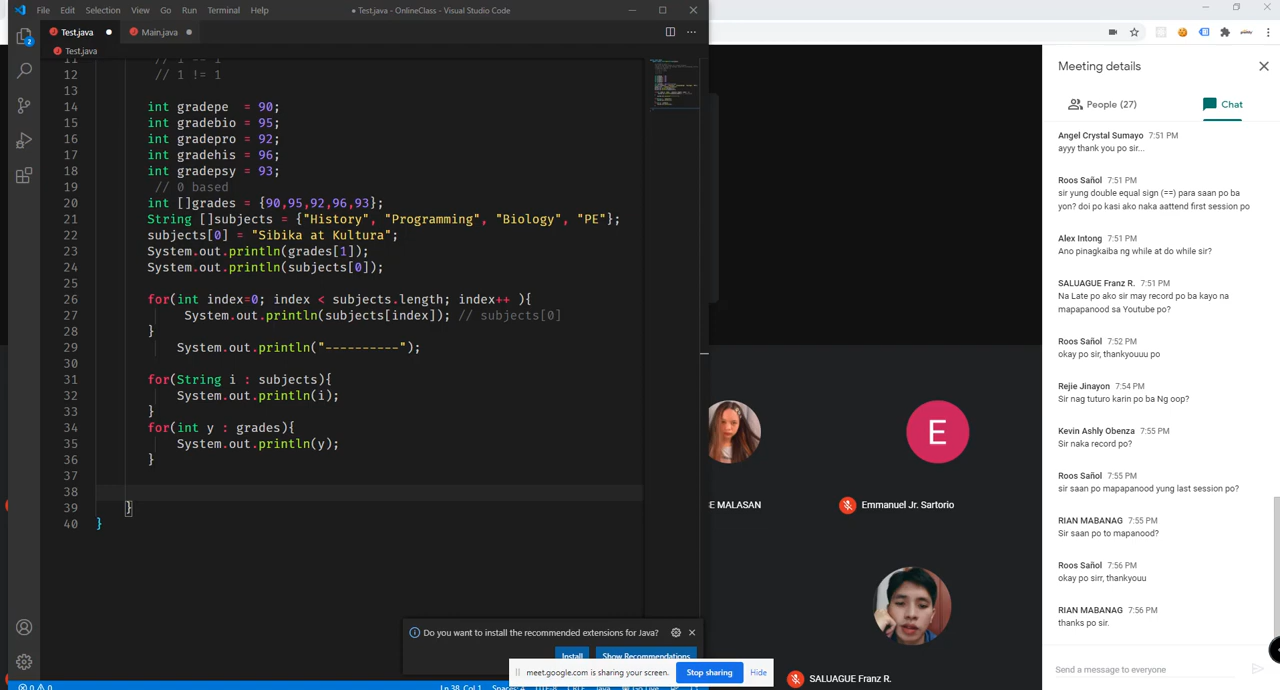 File Edit Selection View Go Run Terminal Help
● Test.java - OnlineClass - Visual Studio Code
Test.java ● Main.java ●
Test.java
11 // 1 == 1
12 // 1 != 1
13
14 int gradepe  = 90;
15 int gradebio = 95;
16 int gradepro = 92;
17 int gradehis = 96;
18 int gradepsy = 93;
19 // 0 based
20 int []grades = {90,95,92,96,93};
21 String []subjects = {"History", "Programming", "Biology", "PE"};
22 subjects[0] = "Sibika at Kultura";
23 System.out.println(grades[1]);
24 System.out.println(subjects[0]);
25
26 for(int index=0; index < subjects.length; index++ ){
27 System.out.println(subjects[index]); // subjects[0]
28 }
29 System.out.println("----------");
30
31 for(String i : subjects){
32 System.out.println(i);
33 }
34 for(int y : grades){
35 System.out.println(y);
36 }
37
38
39 }
40 }
Do you want to install the recommended extensions for Java?
Install Show Recommendations
meet.google.com is sharing your screen. Stop sharing Hide
E
E MALASAN
Emmanuel Jr. Sartorio
SALUAGUE Franz R.
Meeting details
People (27) Chat
Angel Crystal Sumayo 7:51 PM
ayyy thank you po sir...
Roos Sañol 7:51 PM
sir yung double equal sign (==) para saan po ba
yon? doi po kasi ako naka attend first session po
Alex Intong 7:51 PM
Ano pinagkaiba ng while at do while sir?
SALUAGUE Franz R. 7:51 PM
Na Late po ako sir may record po ba kayo na
mapapanood sa Youtube po?
Roos Sañol 7:52 PM
okay po sir, thankyouuu po
Rejie Jinayon 7:54 PM
Sir nag tuturo karin po ba Ng oop?
Kevin Ashly Obenza 7:55 PM
Sir naka record po?
Roos Sañol 7:55 PM
sir saan po mapapanood yung last session po?
RIAN MABANAG 7:55 PM
Sir saan po to mapanood?
Roos Sañol 7:56 PM
okay po sirr, thankyouu
RIAN MABANAG 7:56 PM
thanks po sir.
Send a message to everyone